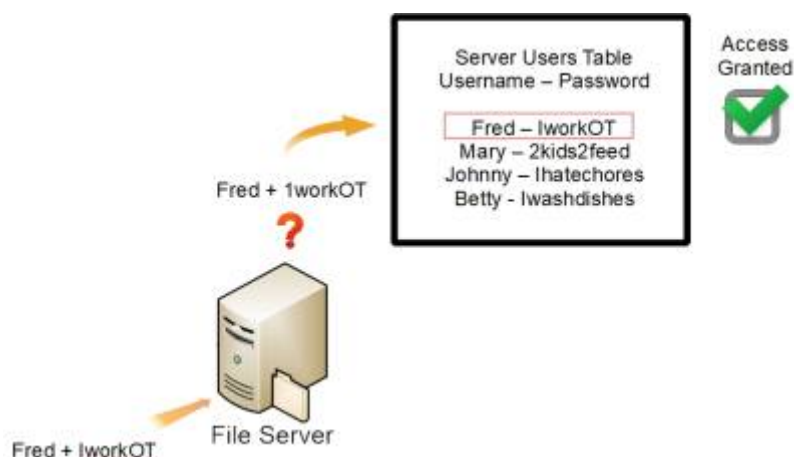 Server Users Table
Username – Password
Fred – IworkOT
Mary – 2kids2feed
Johnny – Ihatechores
Betty - Iwashdishes
Access
Granted
Fred + 1workOT
?
File Server
Fred + IworkOT